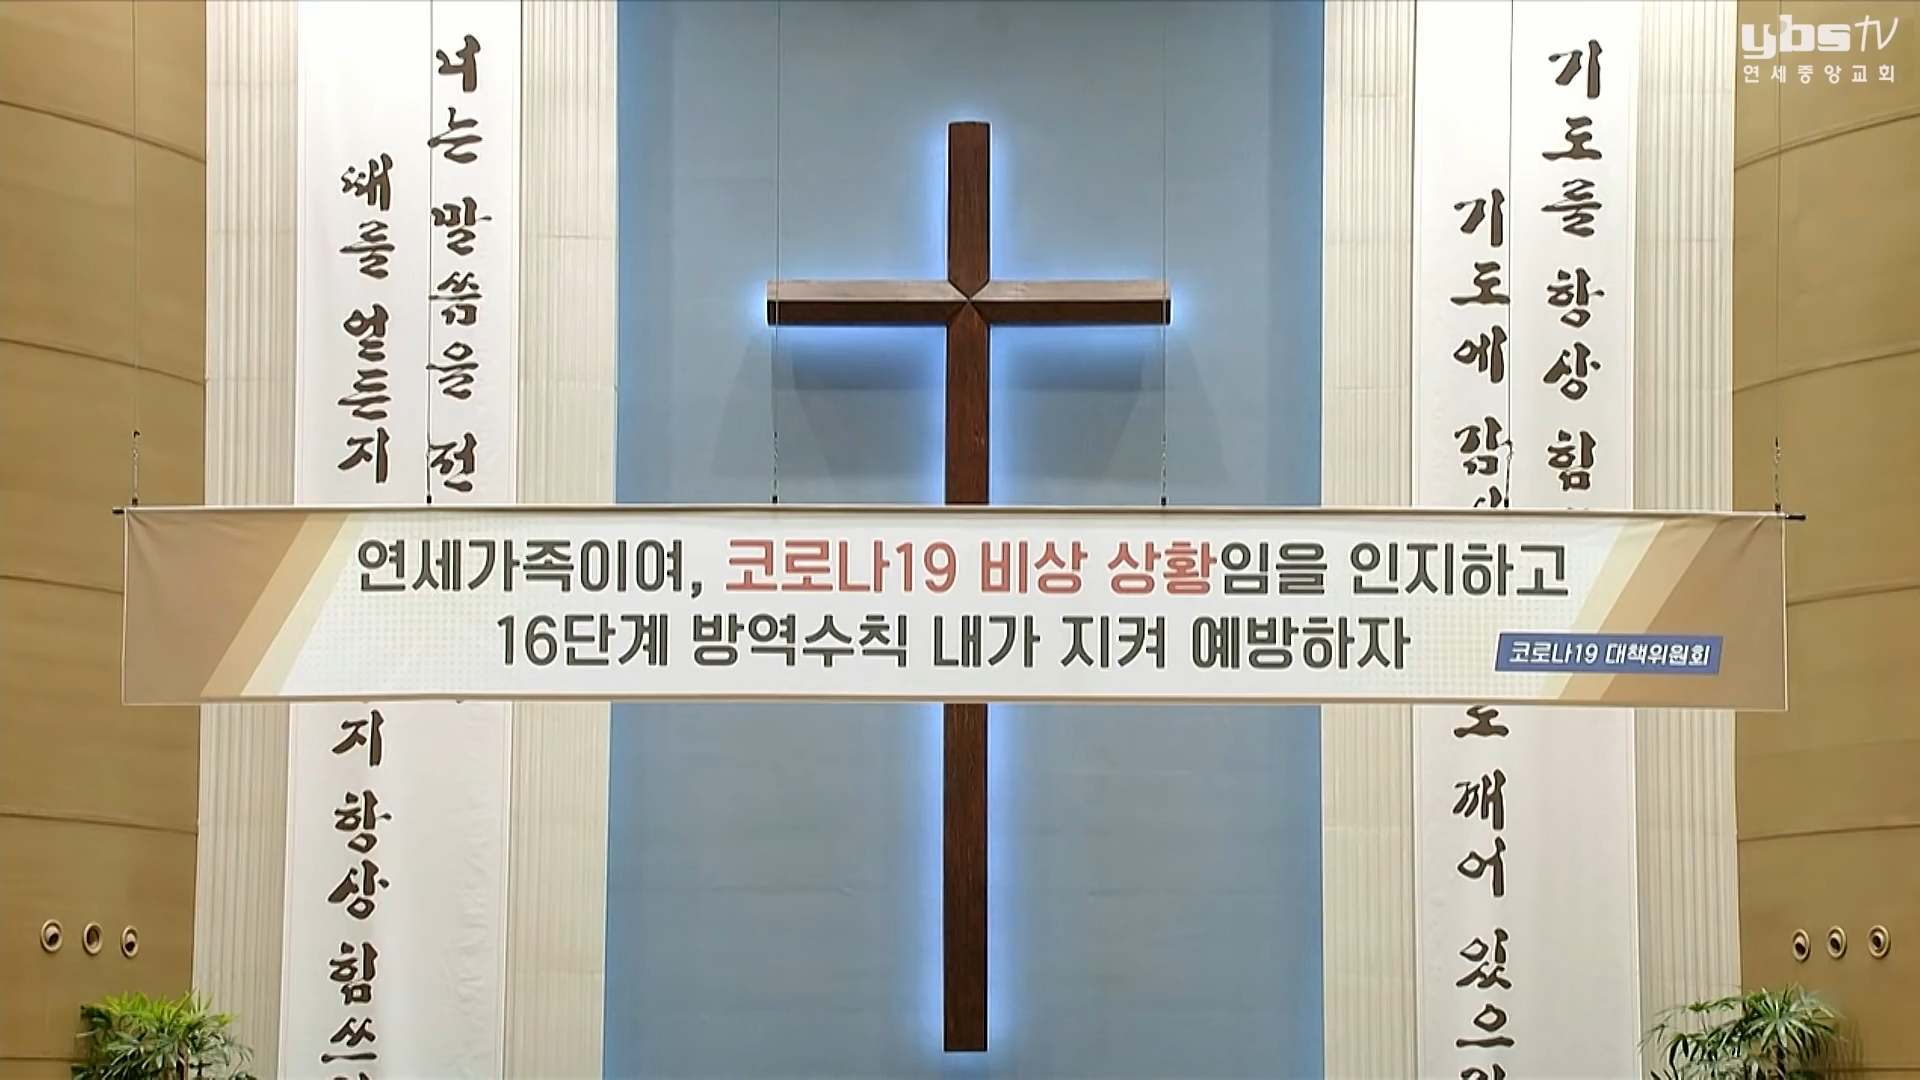 ybstv
연세중앙교회
너는 말씀을 전
때를 얻든지
지 항상 힘쓰
기도를 항상 힘
기도에 감
도 깨어 있으
연세가족이여, 코로나19 비상 상황임을 인지하고
16단계 방역수칙 내가 지켜 예방하자
코로나19 대책위원회